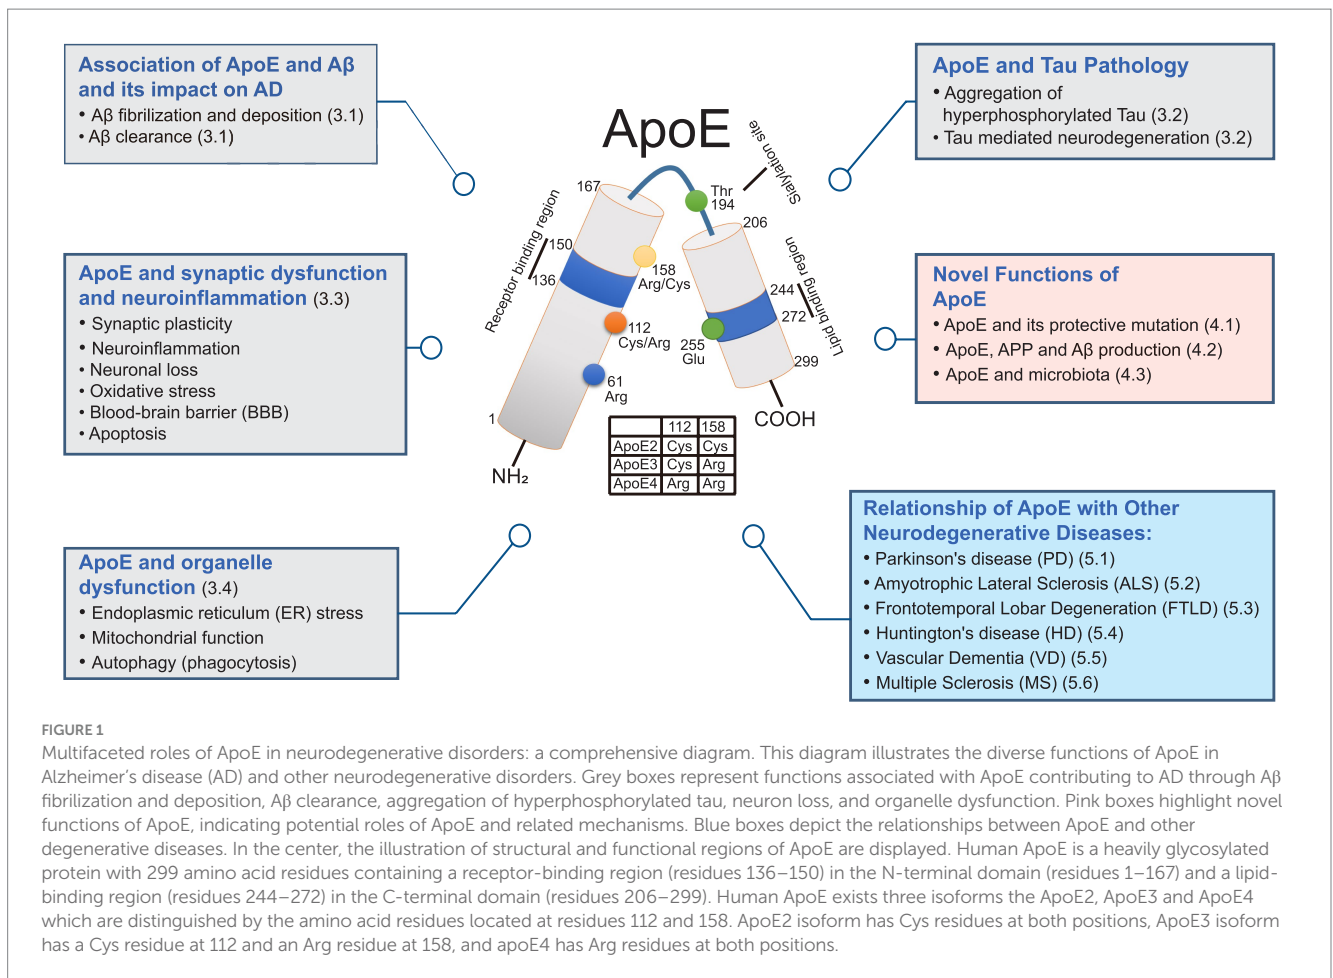 Association of ApoE and Aβ
and its impact on AD
• Aβ fibrilization and deposition (3.1)
• Aβ clearance (3.1)
ApoE and Tau Pathology
• Aggregation of
hyperphosphorylated Tau (3.2)
• Tau mediated neurodegeneration (3.2)
ApoE and synaptic dysfunction
and neuroinflammation (3.3)
• Synaptic plasticity
• Neuroinflammation
• Neuronal loss
• Oxidative stress
• Blood-brain barrier (BBB)
• Apoptosis
Novel Functions of
ApoE
• ApoE and its protective mutation (4.1)
• ApoE, APP and Aβ production (4.2)
• ApoE and microbiota (4.3)
ApoE and organelle
dysfunction (3.4)
• Endoplasmic reticulum (ER) stress
• Mitochondrial function
• Autophagy (phagocytosis)
Relationship of ApoE with Other
Neurodegenerative Diseases:
• Parkinson's disease (PD) (5.1)
• Amyotrophic Lateral Sclerosis (ALS) (5.2)
• Frontotemporal Lobar Degeneration (FTLD) (5.3)
• Huntington's disease (HD) (5.4)
• Vascular Dementia (VD) (5.5)
• Multiple Sclerosis (MS) (5.6)
ApoE
Sialylation site
Thr
194
167
206
Receptor binding region
150
136
158
Arg/Cys
112
Cys/Arg
61
Arg
1
NH₂
Lipid binding region
244
272
255
Glu
299
COOH
112 158
ApoE2 Cys Cys
ApoE3 Cys Arg
ApoE4 Arg Arg
FIGURE 1
Multifaceted roles of ApoE in neurodegenerative disorders: a comprehensive diagram. This diagram illustrates the diverse functions of ApoE in
Alzheimer's disease (AD) and other neurodegenerative disorders. Grey boxes represent functions associated with ApoE contributing to AD through Aβ
fibrilization and deposition, Aβ clearance, aggregation of hyperphosphorylated tau, neuron loss, and organelle dysfunction. Pink boxes highlight novel
functions of ApoE, indicating potential roles of ApoE and related mechanisms. Blue boxes depict the relationships between ApoE and other
degenerative diseases. In the center, the illustration of structural and functional regions of ApoE are displayed. Human ApoE is a heavily glycosylated
protein with 299 amino acid residues containing a receptor-binding region (residues 136–150) in the N-terminal domain (residues 1–167) and a lipid-
binding region (residues 244–272) in the C-terminal domain (residues 206–299). Human ApoE exists three isoforms the ApoE2, ApoE3 and ApoE4
which are distinguished by the amino acid residues located at residues 112 and 158. ApoE2 isoform has Cys residues at both positions, ApoE3 isoform
has a Cys residue at 112 and an Arg residue at 158, and apoE4 has Arg residues at both positions.